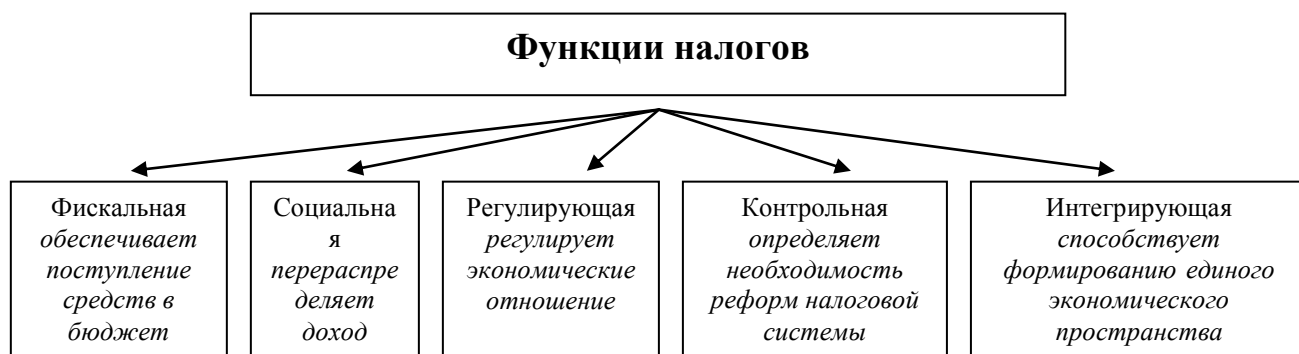 Функции налогов
Фискальная
обеспечивает
поступление
средств в
бюджет
Социальна
я
перераспре
деляет
доход
Регулирующая
регулирует
экономические
отношение
Контрольная
определяет
необходимость
реформ налоговой
системы
Интегрирующая
способствует
формированию единого
экономического
пространства